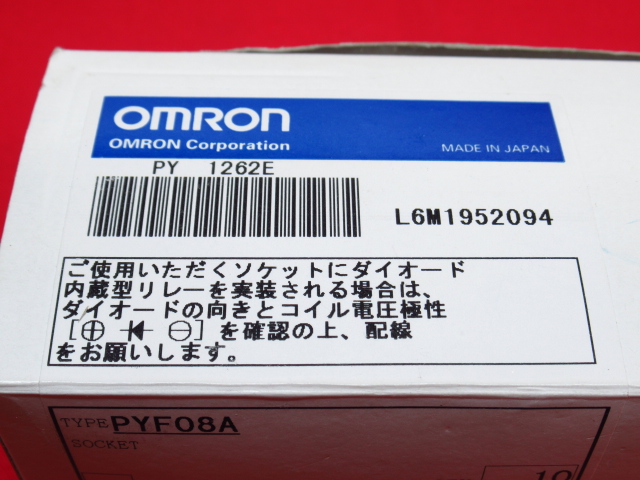 OMRON
OMRON Corporation
MADE IN JAPAN
PY 1262E
L6M1952094
ご使用いただくソケットにダイオード
内蔵型リレーを実装される場合は、
ダイオードの向きとコイル電圧極性
[⊕ ⊖] を確認の上、配線
をお願いします。
TYPE PYF08A
SOCKET
10